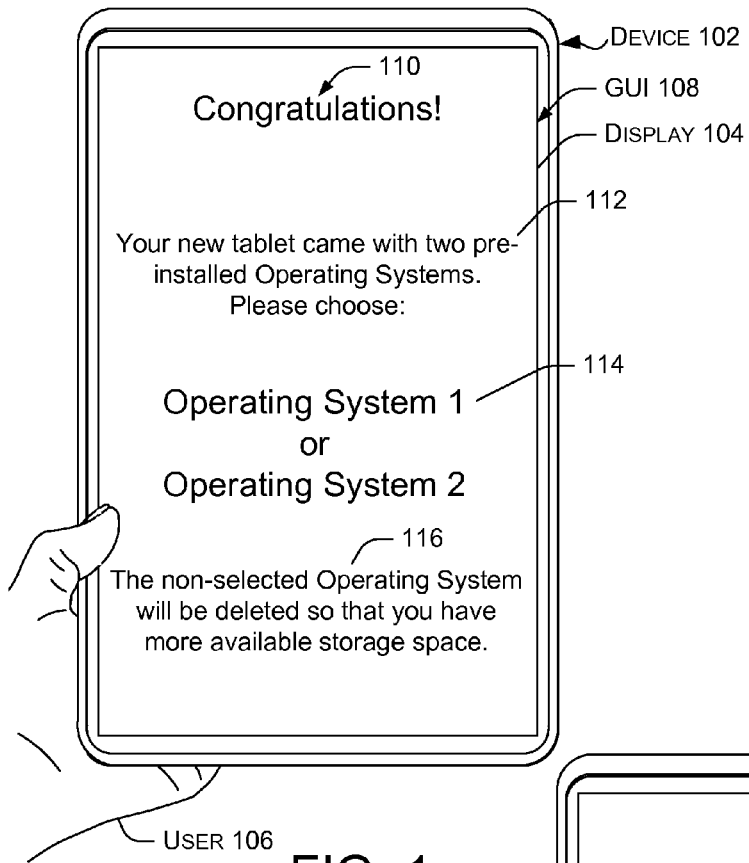 DEVICE 102
110
GUI 108
Congratulations!
DISPLAY 104
112
Your new tablet came with two pre-
installed Operating Systems.
Please choose:
114
Operating System 1
or
Operating System 2
116
The non-selected Operating System
will be deleted so that you have
more available storage space.
USER 106
FIG. 1